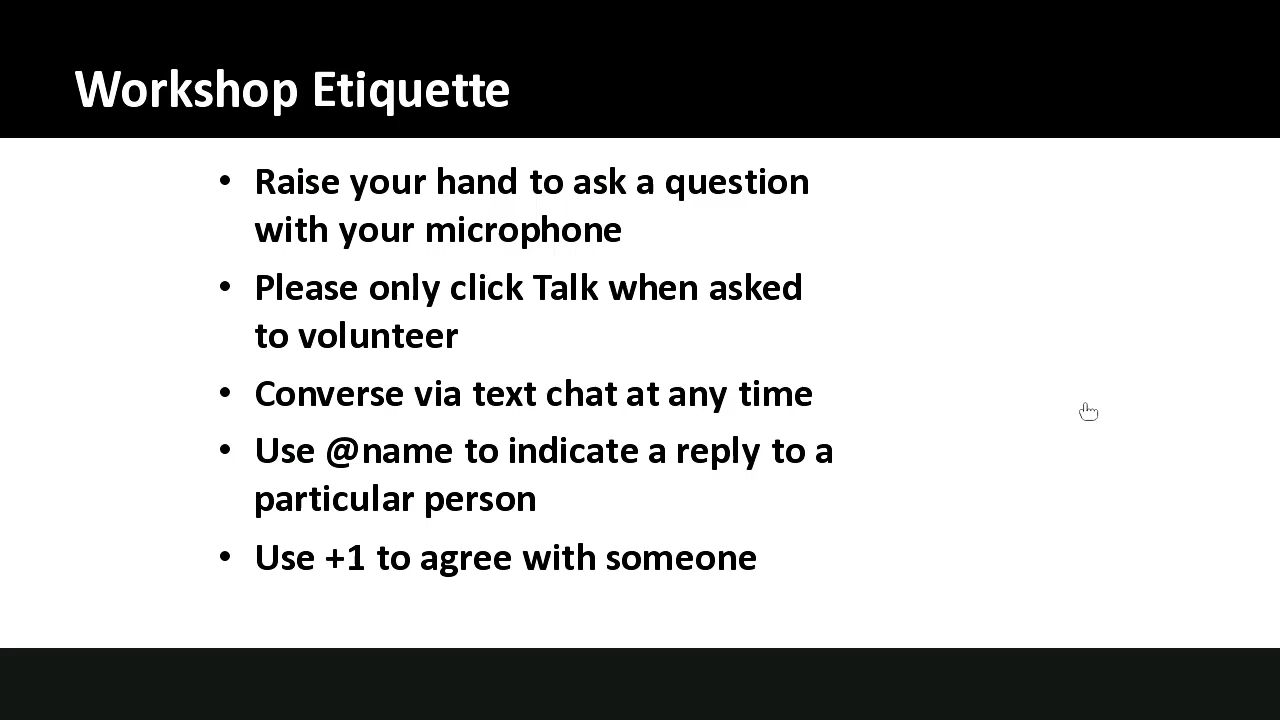 Workshop Etiquette
• Raise your hand to ask a question
with your microphone
• Please only click Talk when asked
to volunteer
• Converse via text chat at any time
• Use @name to indicate a reply to a
particular person
• Use +1 to agree with someone